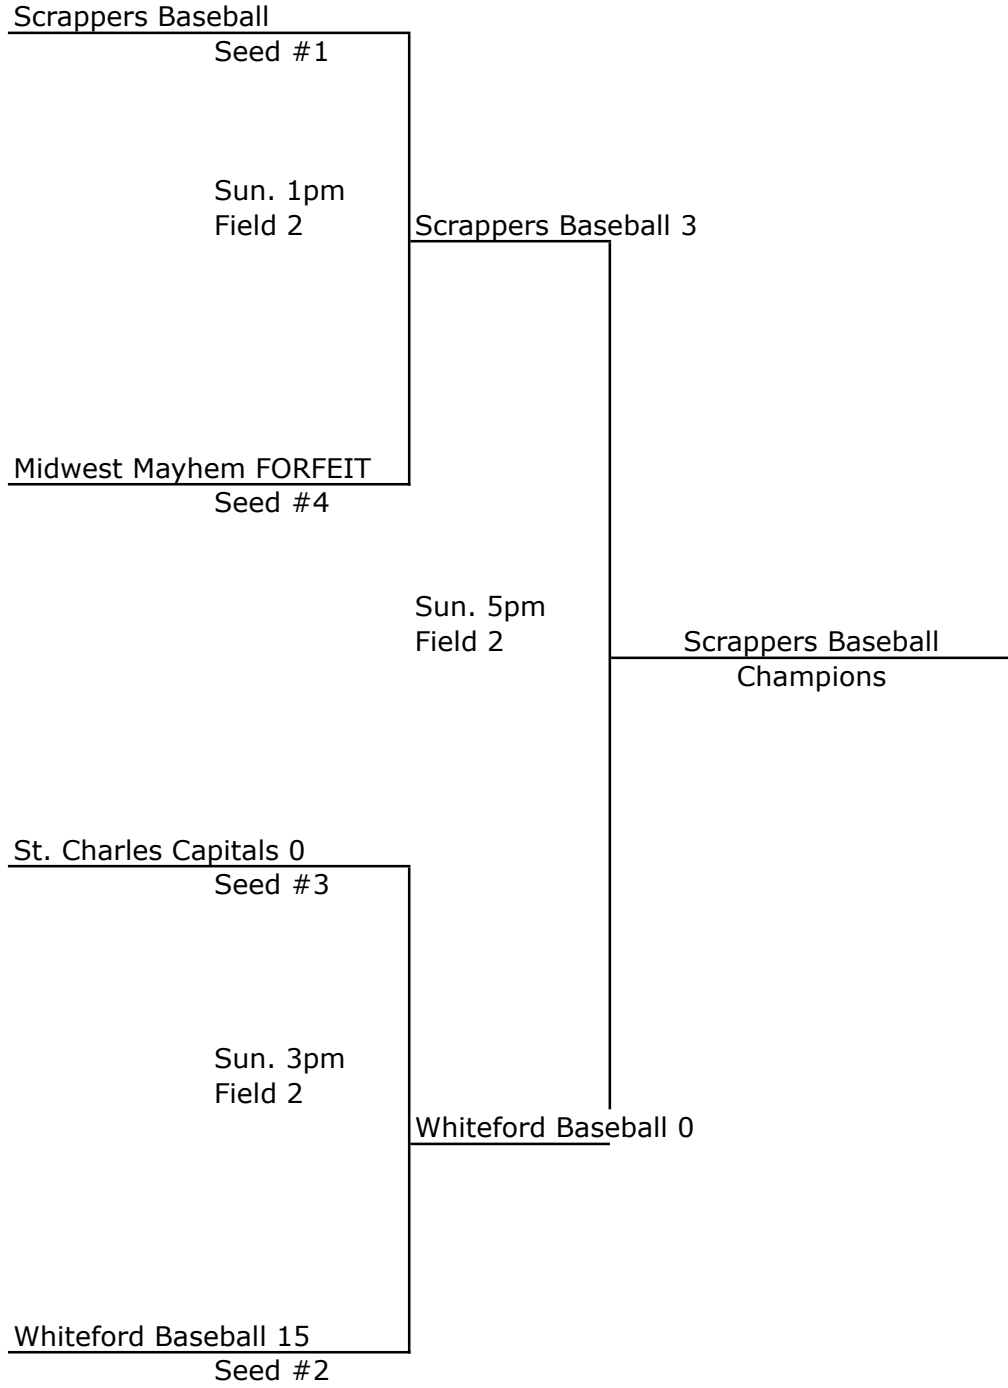 Scrappers Baseball
Seed #1
Sun. 1pm
Field 2
Scrappers Baseball 3
Midwest Mayhem FORFEIT
Seed #4
Sun. 5pm
Field 2
Scrappers Baseball
Champions
St. Charles Capitals 0
Seed #3
Sun. 3pm
Field 2
Whiteford Baseball 0
Whiteford Baseball 15
Seed #2